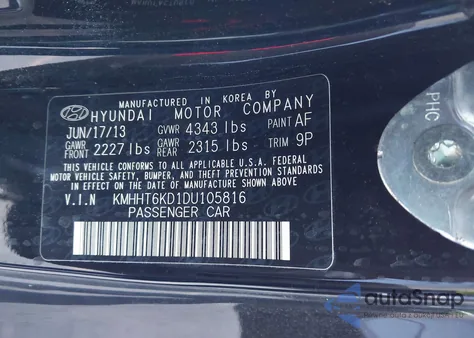 MANUFACTURED IN KOREA BY
HYUNDAI MOTOR COMPANY
JUN/17/13 GVWR 4343 lbs PAINT AF
GAWR FRONT 2227 lbs GAWR REAR 2315 lbs TRIM 9P
THIS VEHICLE CONFORMS TO ALL APPLICABLE U.S.A. FEDERAL
MOTOR VEHICLE SAFETY, BUMPER, AND THEFT PREVENTION
STANDARDS IN EFFECT ON THE DATE OF MANUFACTURE SHOWN ABOVE.
V.I.N KMHHT6KD1DU105816
PASSENGER CAR
PHC
autoSnap